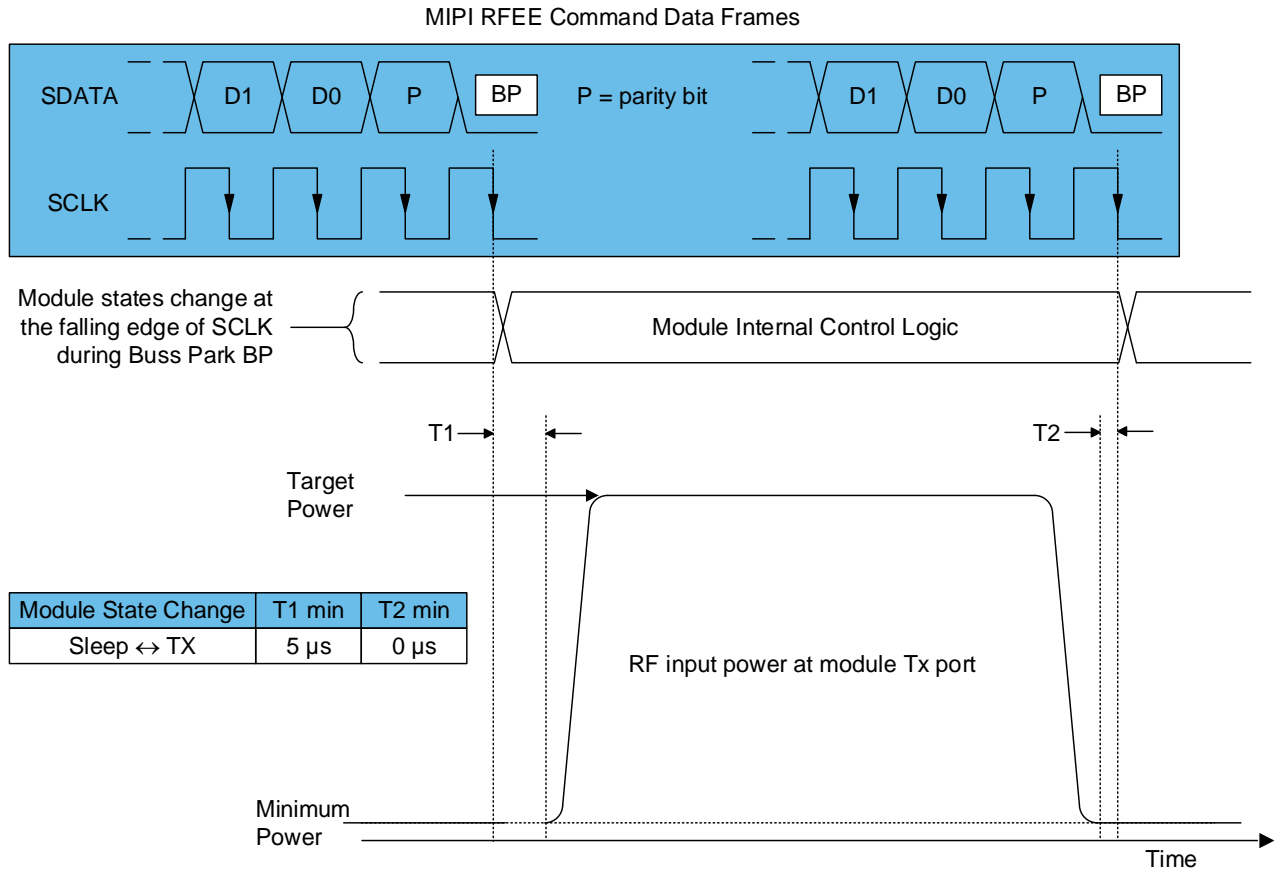 MIPI RFEE Command Data Frames
SDATA
D1
D0
P
BP
P = parity bit
D1
D0
P
BP
SCLK
Module states change at
the falling edge of SCLK
during Buss Park BP
Module Internal Control Logic
T1
T2
Target
Power
Module State Change T1 min T2 min
Sleep ↔ TX 5 µs 0 µs
RF input power at module Tx port
Minimum
Power
Time